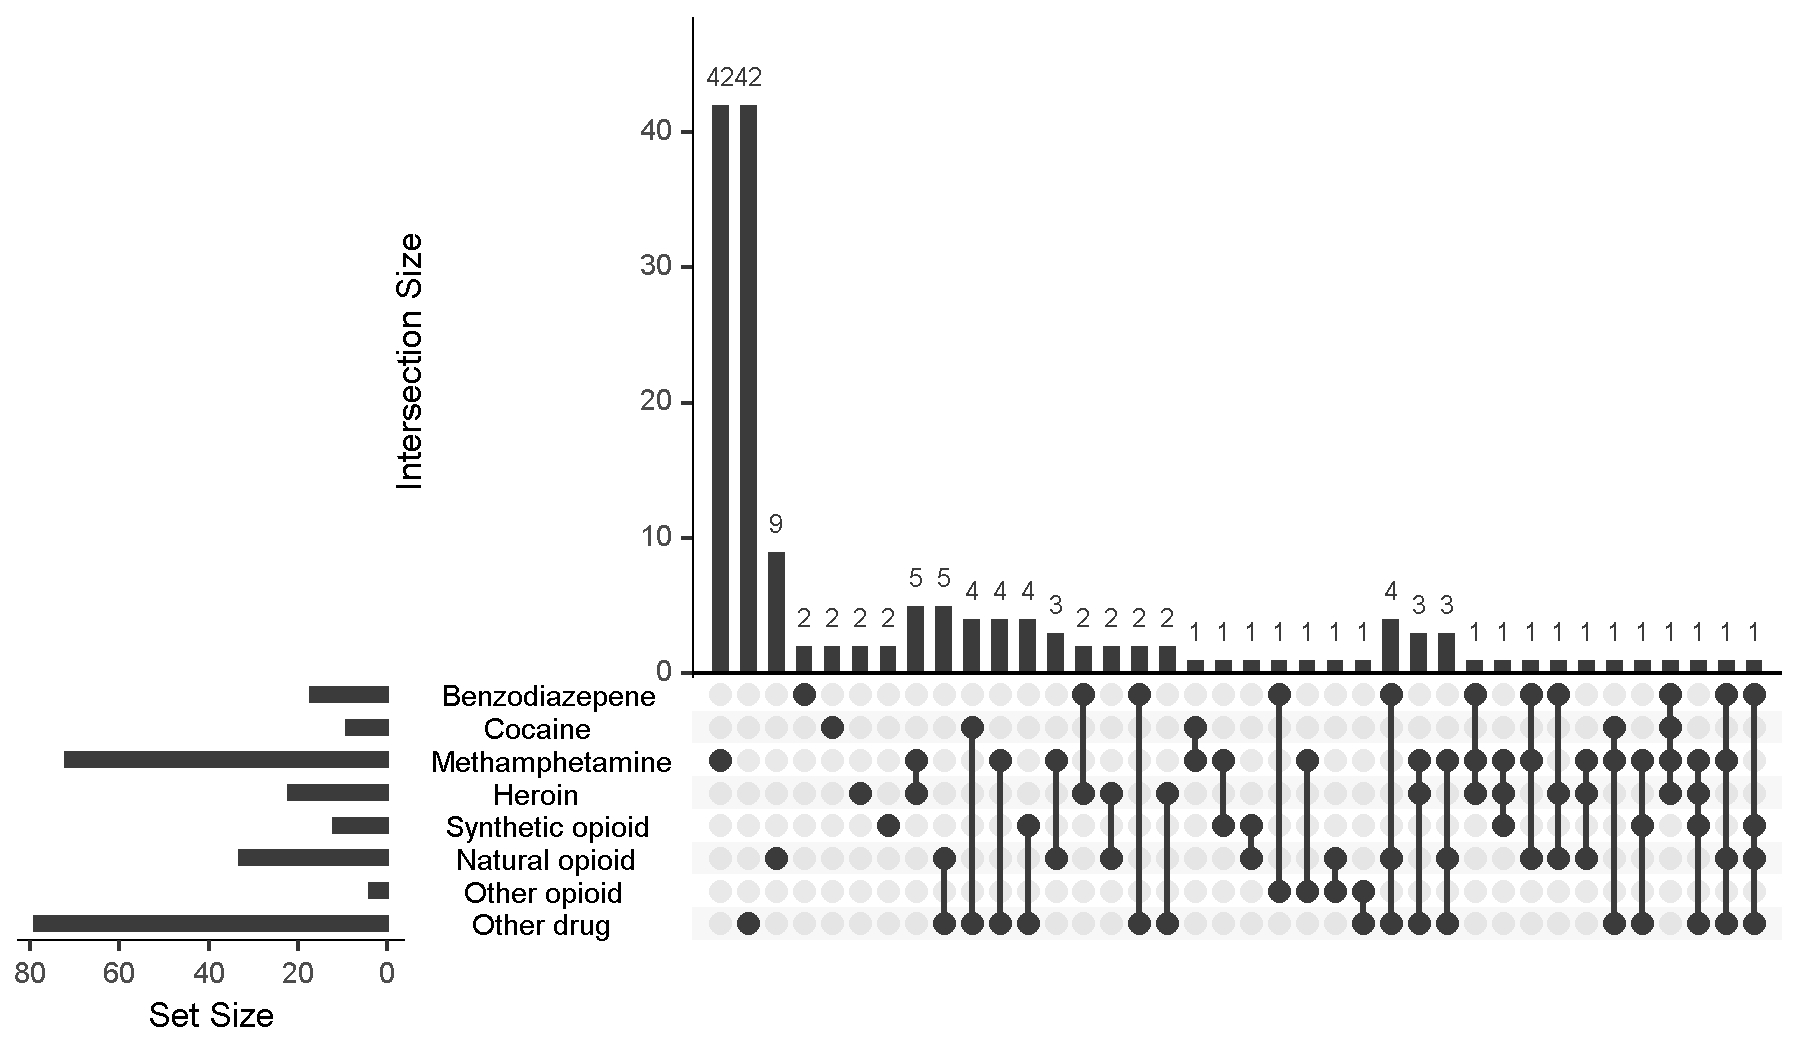 4242
40
30
20
10
0
Intersection Size
9
2 2 2 2
5 5
4 4 4
3
2 2 2 2
1 1 1 1 1 1 1
4
3 3
1 1 1 1 1 1 1 1 1 1 1
Benzodiazepene
Cocaine
Methamphetamine
Heroin
Synthetic opioid
Natural opioid
Other opioid
Other drug
80 60 40 20 0
Set Size